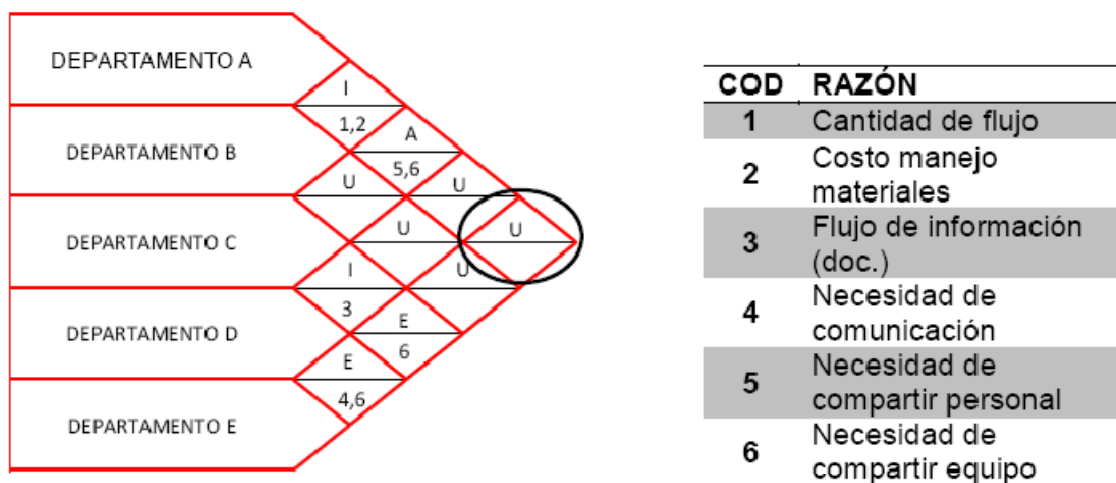 DEPARTAMENTO A
I
1,2
A
DEPARTAMENTO B
5,6
U
U
DEPARTAMENTO C
U
U
I
U
3
DEPARTAMENTO D
E
6
E
4,6
DEPARTAMENTO E
COD RAZÓN
1 Cantidad de flujo
2 Costo manejo
materiales
3 Flujo de información
(doc.)
4 Necesidad de
comunicación
5 Necesidad de
compartir personal
6 Necesidad de
compartir equipo